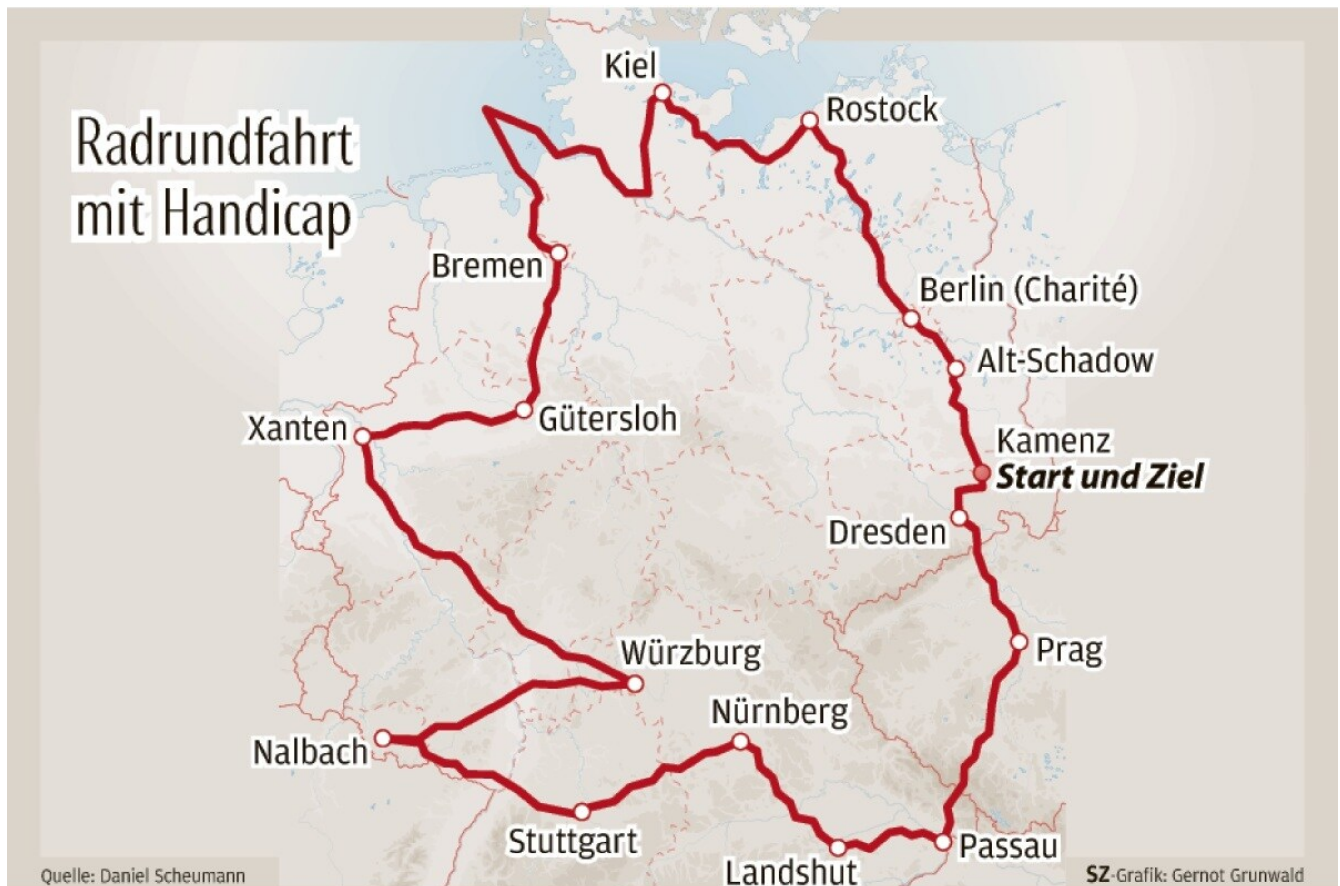 Radrundfahrt
mit Handicap
Kiel
Rostock
Bremen
Berlin (Charité)
Alt-Schadow
Xanten
Gütersloh
Kamenz
Start und Ziel
Dresden
Würzburg
Prag
Nürnberg
Nalbach
Stuttgart
Landshut
Passau
Quelle: Daniel Scheumann
SZ-Grafik: Gernot Grunwald